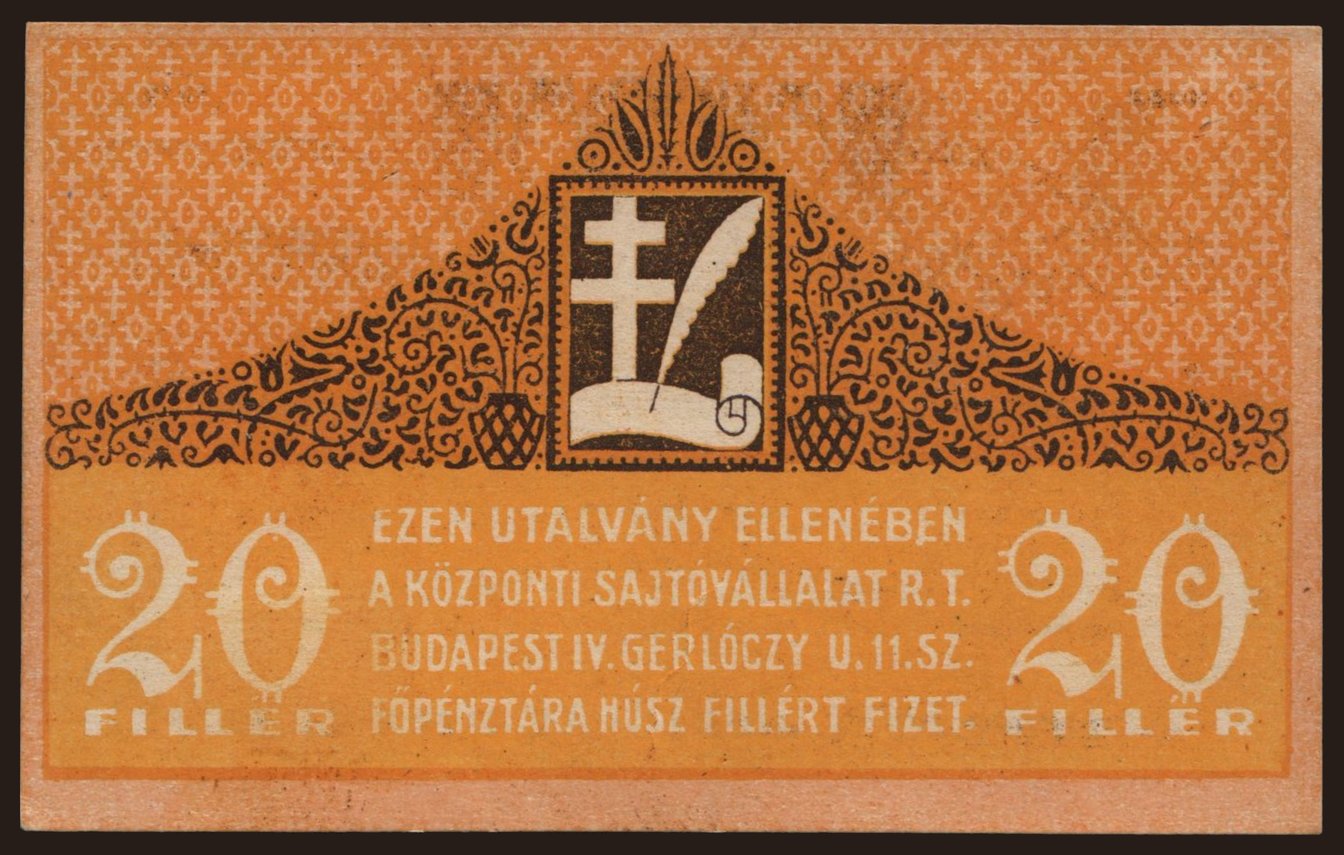 EZEN UTALVÁNY ELLENÉBEN
A KÖZPONTI SAJTÓVÁLLALAT R. T.
BUDAPEST IV. GERLÓCZY U. 11. SZ.
FŐPÉNZTÁRA HÚSZ FILLÉRT FIZET.
20
FILLÉR
20
FILLÉR